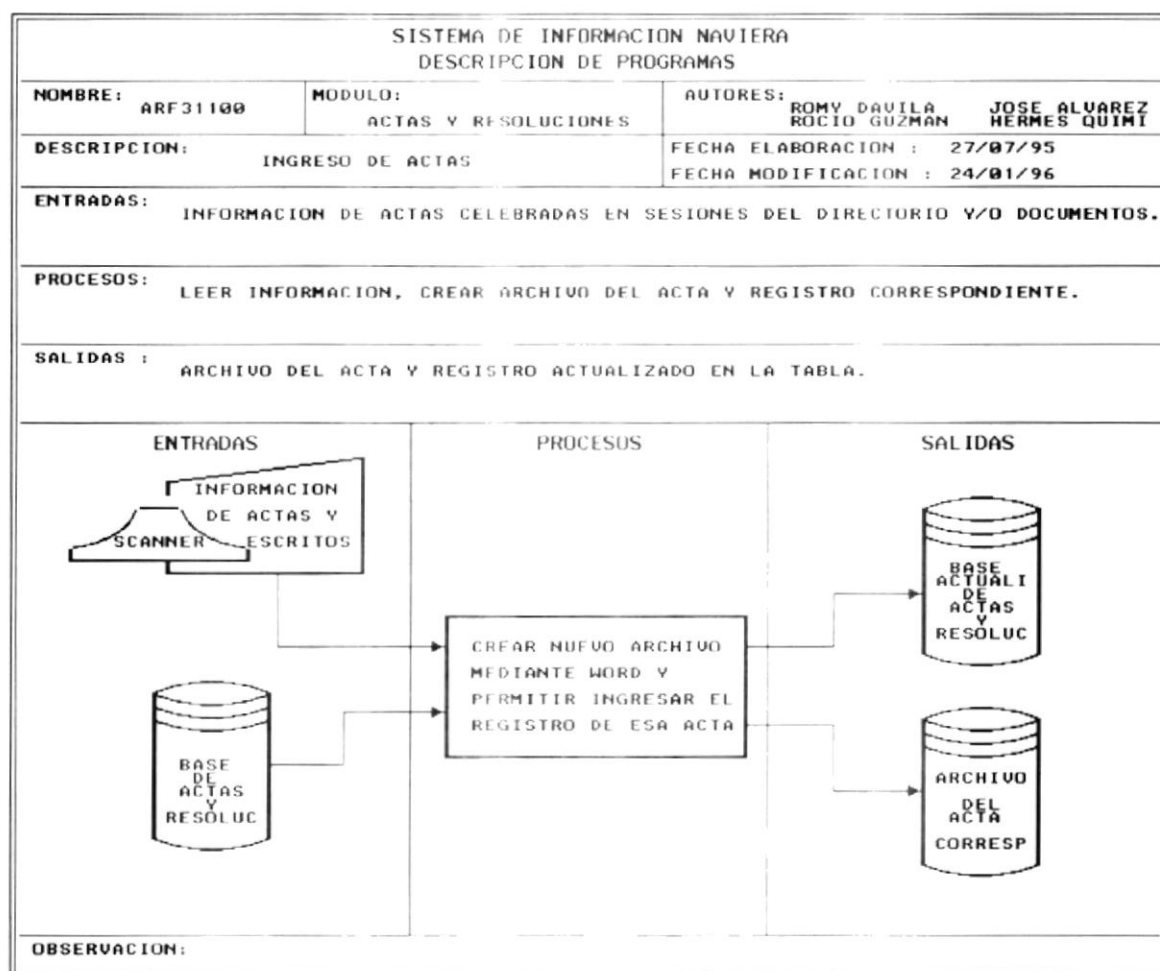 SISTEMA DE INFORMACION NAVIERA
DESCRIPCION DE PROGRAMAS
NOMBRE:
ARF31100
MODULO:
ACTAS Y RESOLUCIONES
AUTORES:
ROMY DAVILA JOSE ALVAREZ
ROCIO GUZMAN HERMES QUIMI
DESCRIPCION:
INGRESO DE ACTAS
FECHA ELABORACION : 27/07/95
FECHA MODIFICACION : 24/01/96
ENTRADAS:
INFORMACION DE ACTAS CELEBRADAS EN SESIONES DEL DIRECTORIO Y/O DOCUMENTOS.
PROCESOS:
LEER INFORMACION, CREAR ARCHIVO DEL ACTA Y REGISTRO CORRESPONDIENTE.
SALIDAS :
ARCHIVO DEL ACTA Y REGISTRO ACTUALIZADO EN LA TABLA.
ENTRADAS
INFORMACION
DE ACTAS Y
SCANNER ESCRITOS
BASE
DE
ACTAS
Y
RESOLUC
PROCESOS
CREAR NUEVO ARCHIVO
MEDIANTE WORD Y
PERMITIR INGRESAR EL
REGISTRO DE ESA ACTA
SALIDAS
BASE
ACTUALI
DE
ACTAS
Y
RESOLUC
ARCHIVO
DEL
ACTA
CORRESP
OBSERVACION: